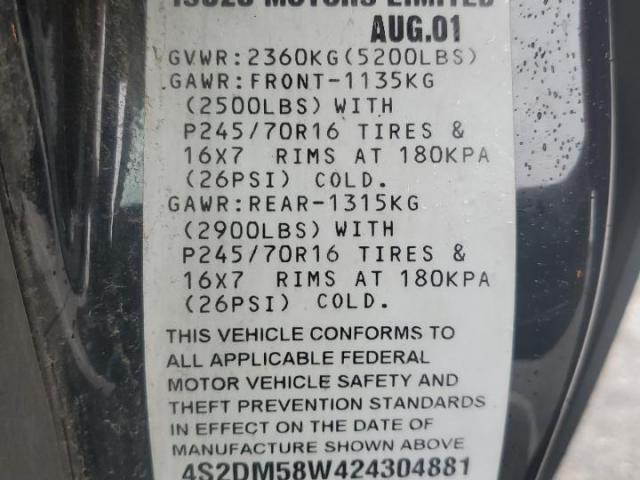 ISUZU MOTORS LIMITED
AUG.01
GVWR:2360KG(5200LBS)
GAWR:FRONT-1135KG
(2500LBS) WITH
P245/70R16 TIRES &
16X7 RIMS AT 180KPA
(26PSI) COLD.
GAWR:REAR-1315KG
(2900LBS) WITH
P245/70R16 TIRES &
16X7 RIMS AT 180KPA
(26PSI) COLD.
THIS VEHICLE CONFORMS TO
ALL APPLICABLE FEDERAL
MOTOR VEHICLE SAFETY AND
THEFT PREVENTION STANDARDS
IN EFFECT ON THE DATE OF
MANUFACTURE SHOWN ABOVE
4S2DM58W424304881